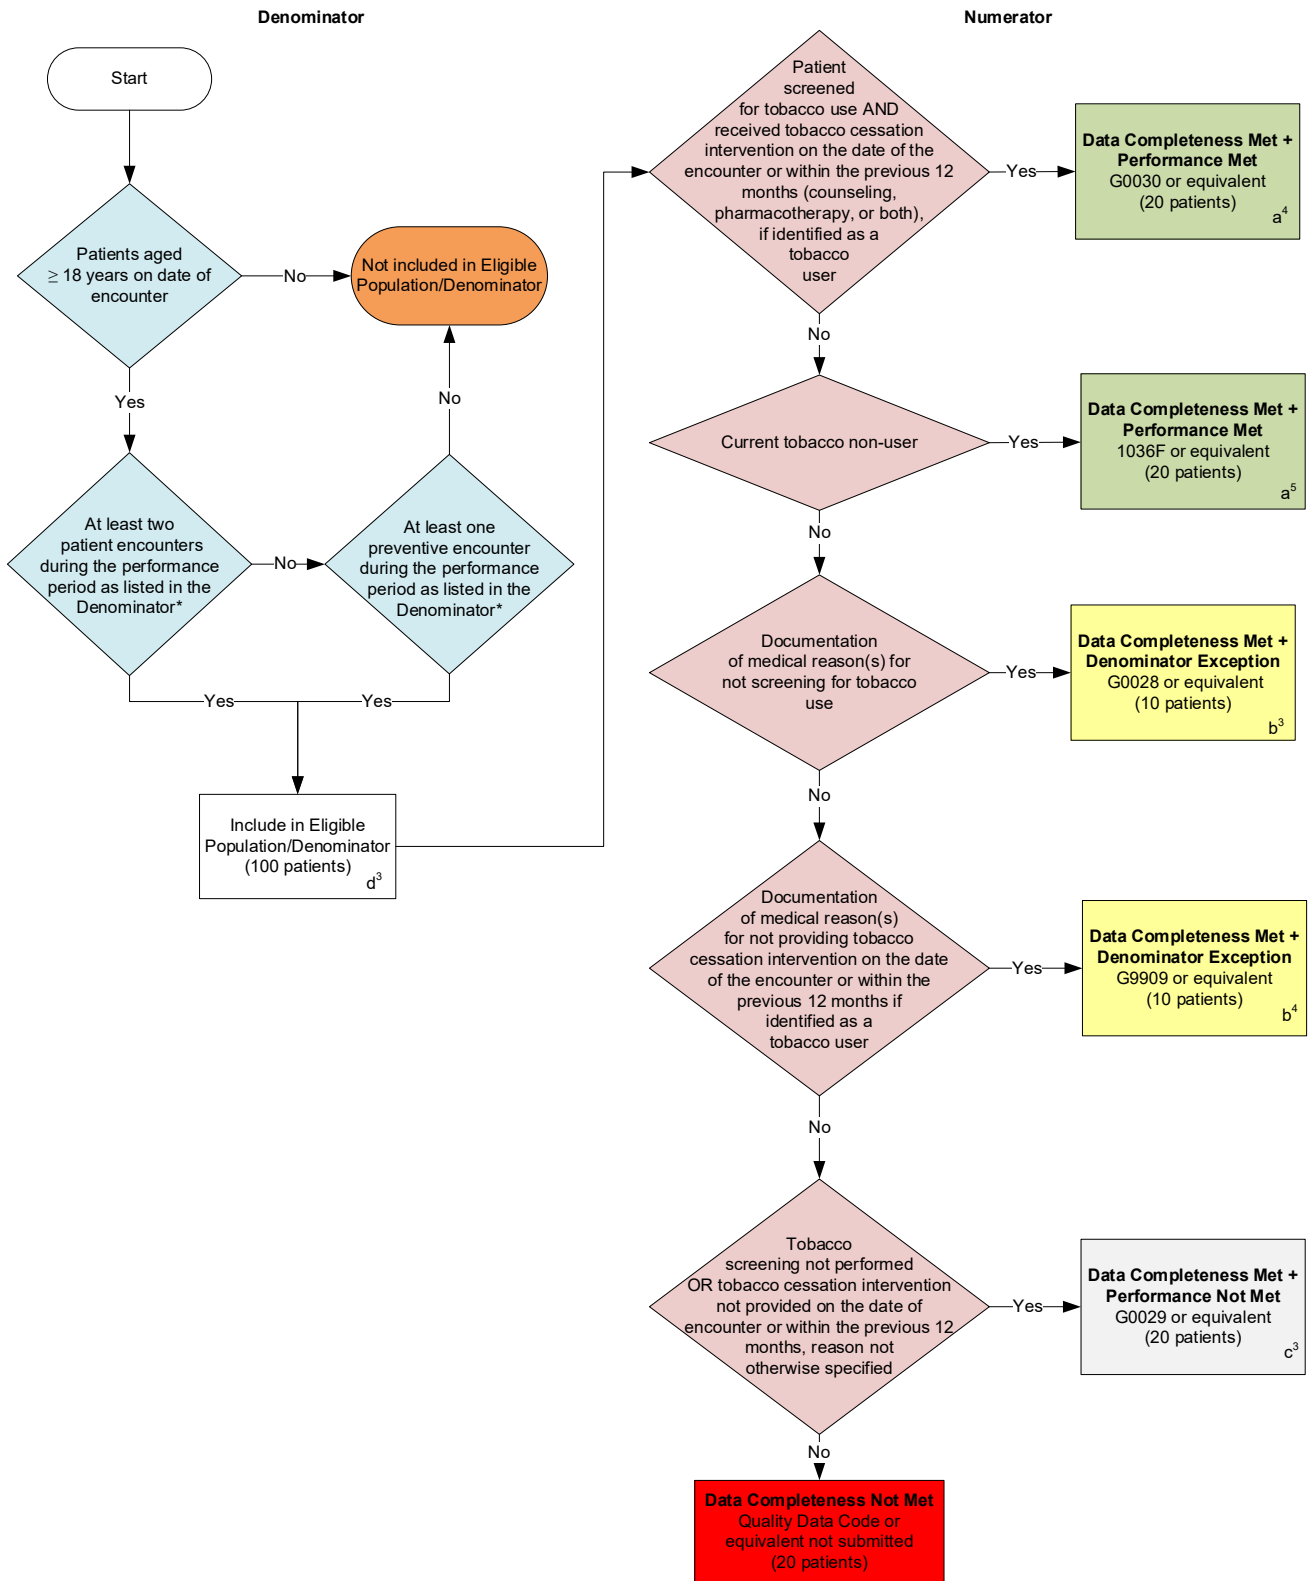 Denominator
Start
Patients aged
≥ 18 years on date of
encounter
No
Not included in Eligible
Population/Denominator
Yes
No
At least two
patient encounters
during the performance
period as listed in the
Denominator*
No
At least one
preventive encounter
during the performance
period as listed in the
Denominator*
Yes
Yes
Include in Eligible
Population/Denominator
(100 patients)
d³
Numerator
Patient
screened
for tobacco use AND
received tobacco cessation
intervention on the date of the
encounter or within the previous 12
months (counseling,
pharmacotherapy, or both),
if identified as a
tobacco
user
Yes
Data Completeness Met +
Performance Met
G0030 or equivalent
(20 patients)
a⁴
No
Current tobacco non-user
Yes
Data Completeness Met +
Performance Met
1036F or equivalent
(20 patients)
a⁵
No
Documentation
of medical reason(s) for
not screening for tobacco
use
Yes
Data Completeness Met +
Denominator Exception
G0028 or equivalent
(10 patients)
b³
No
Documentation
of medical reason(s)
for not providing tobacco
cessation intervention on the date
of the encounter or within the
previous 12 months if
identified as a
tobacco user
Yes
Data Completeness Met +
Denominator Exception
G9909 or equivalent
(10 patients)
b⁴
No
Tobacco
screening not performed
OR tobacco cessation intervention
not provided on the date of
encounter or within the previous 12
months, reason not
otherwise specified
Yes
Data Completeness Met +
Performance Not Met
G0029 or equivalent
(20 patients)
c³
No
Data Completeness Not Met
Quality Data Code or
equivalent not submitted
(20 patients)